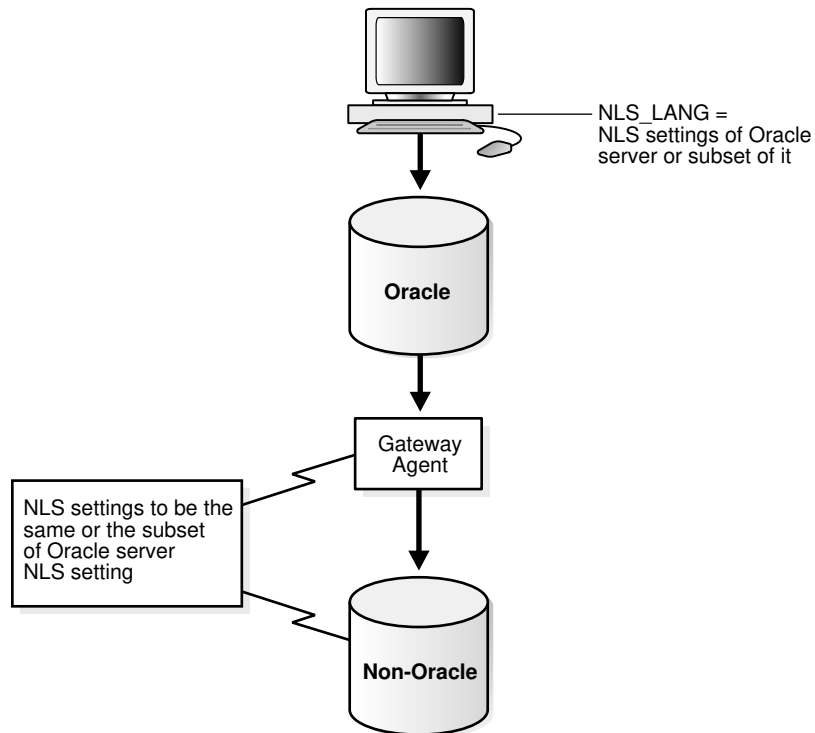 NLS_LANG =
NLS settings of Oracle
server or subset of it
Oracle
Gateway
Agent
NLS settings to be the
same or the subset
of Oracle server
NLS setting
Non-Oracle